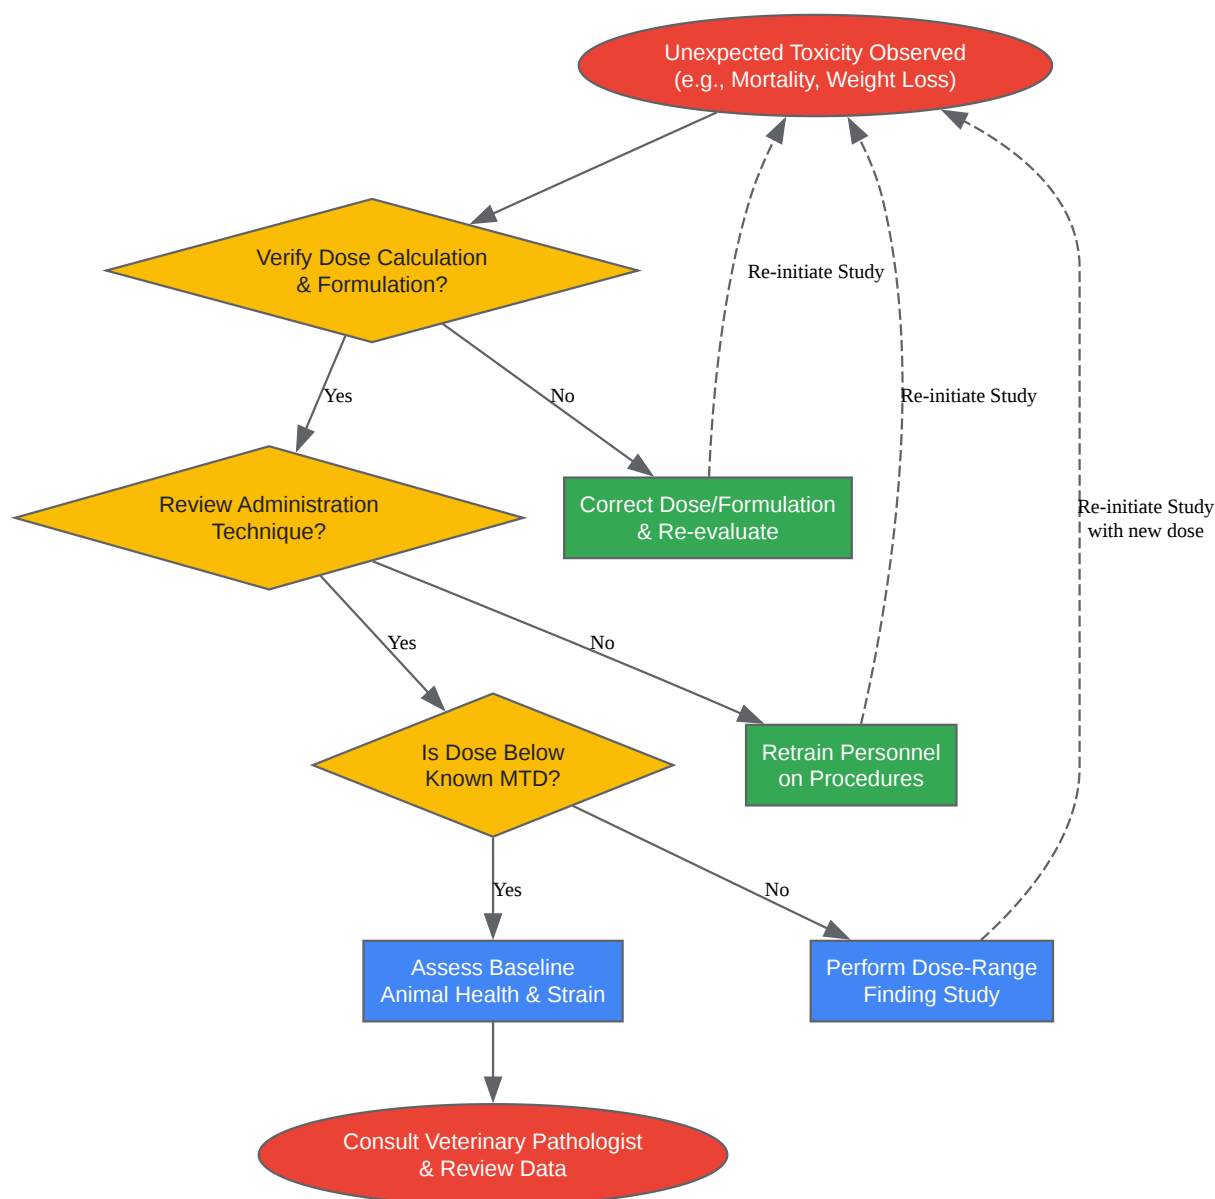 Unexpected Toxicity Observed
(e.g., Mortality, Weight Loss)
Verify Dose Calculation
& Formulation?
Re-initiate Study
Yes
No
Re-initiate Study
Review Administration
Technique?
Correct Dose/Formulation
& Re-evaluate
Re-initiate Study
with new dose
Yes
No
Is Dose Below
Known MTD?
Retrain Personnel
on Procedures
Yes
No
Assess Baseline
Animal Health & Strain
Perform Dose-Range
Finding Study
Consult Veterinary Pathologist
& Review Data